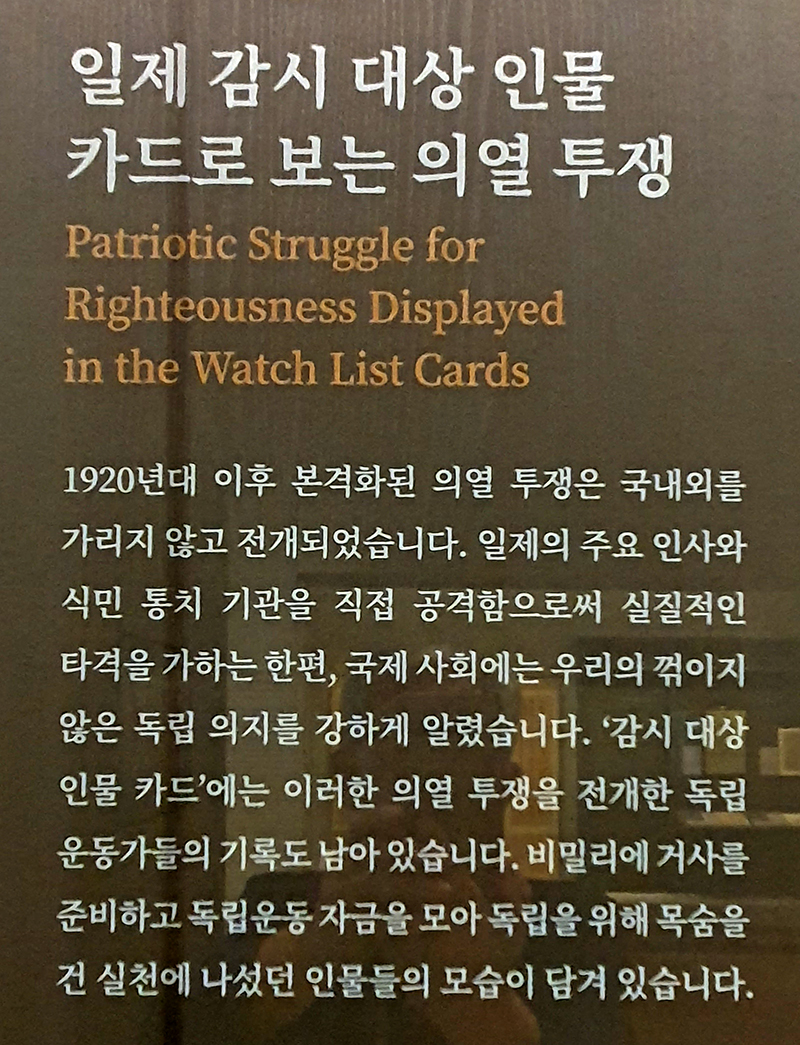 일제 감시 대상 인물
카드로 보는 의열 투쟁
Patriotic Struggle for
Righteousness Displayed
in the Watch List Cards
1920년대 이후 본격화된 의열 투쟁은 국내외를
가리지 않고 전개되었습니다. 일제의 주요 인사와
식민 통치 기관을 직접 공격함으로써 실질적인
타격을 가하는 한편, 국제 사회에는 우리의 꺾이지
않은 독립 의지를 강하게 알렸습니다. ‘감시 대상
인물 카드’에는 이러한 의열 투쟁을 전개한 독립
운동가들의 기록도 남아 있습니다. 비밀리에 거사를
준비하고 독립운동 자금을 모아 독립을 위해 목숨을
건 실천에 나섰던 인물들의 모습이 담겨 있습니다.